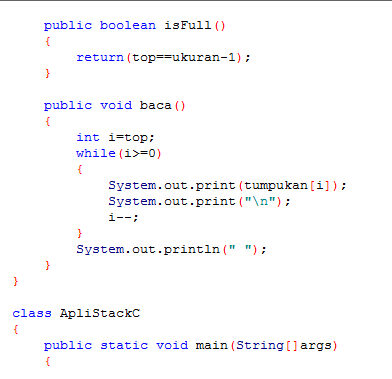 public boolean isFull()
{
return(top==ukuran-1);
}
public void baca()
{
int i=top;
while(i>=0)
{
System.out.print(tumpukan[i]);
System.out.print("\n");
i--;
}
System.out.println(" ");
}
}
class ApliStackC
{
public static void main(String[]args)
{